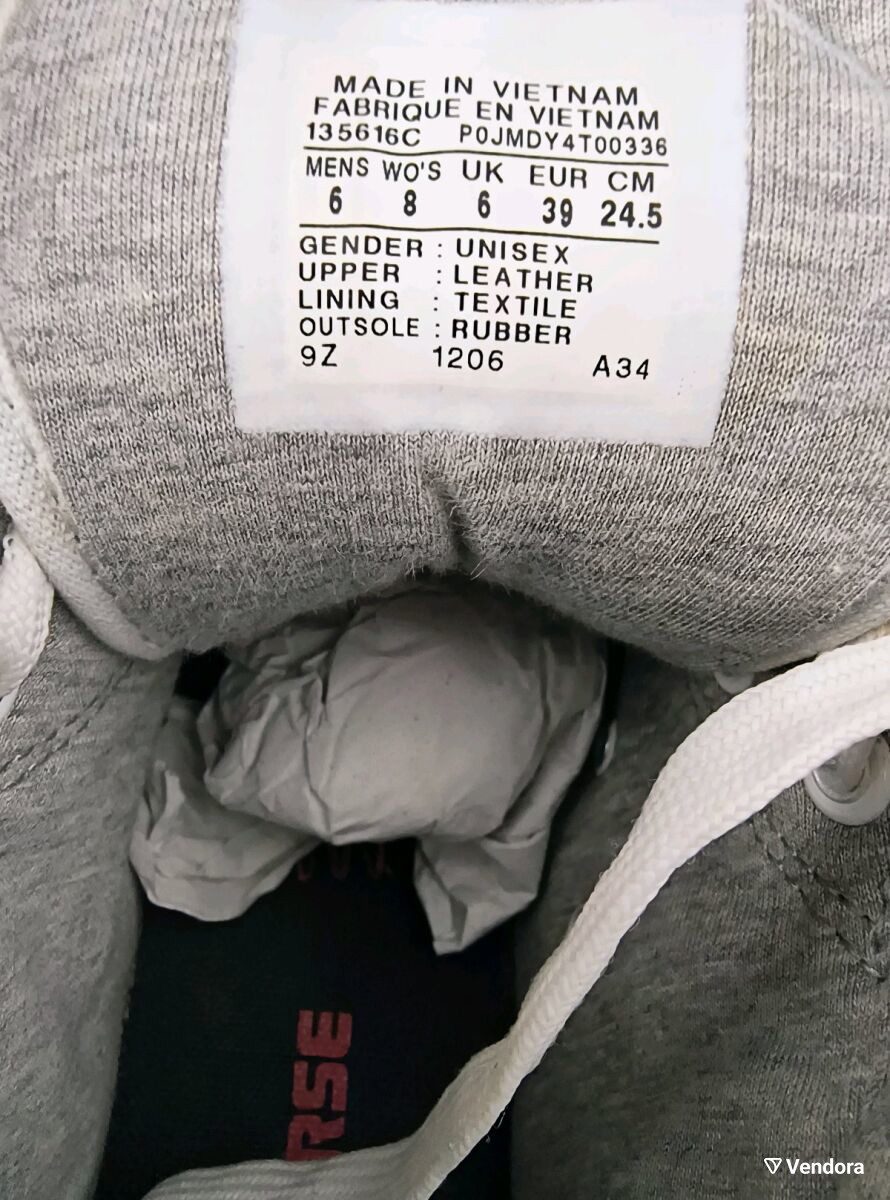 MADE IN VIETNAM
FABRIQUE EN VIETNAM
135616C P0JMDY4T00336
MENS WO'S UK EUR CM
6 8 6 39 24.5
GENDER : UNISEX
UPPER : LEATHER
LINING : TEXTILE
OUTSOLE : RUBBER
9Z 1206 A34
RSE
Vendora